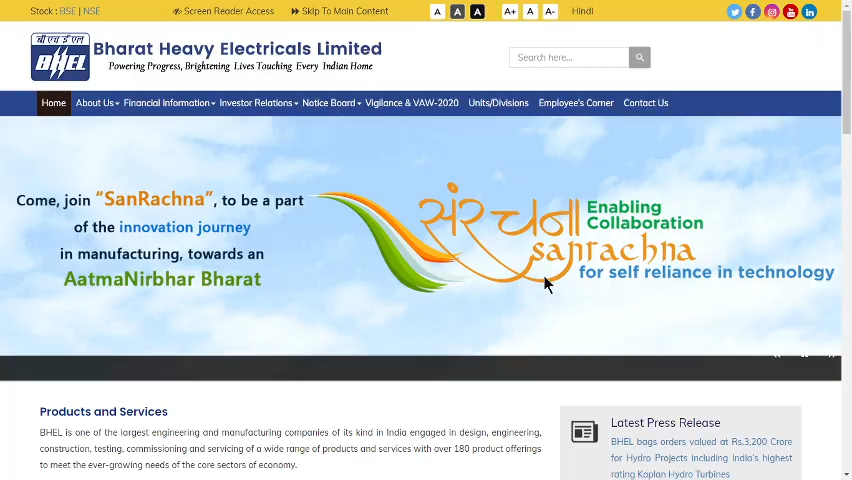 Stock : BSE | NSE
Screen Reader Access
Skip To Main Content
A A A
A+ A A-
Hindi
बी एच ई एल
BHEL
Bharat Heavy Electricals Limited
Powering Progress, Brightening Lives Touching Every Indian Home
Search here...
Home About Us Financial Information Investor Relations Notice Board Vigilance & VAW-2020 Units/Divisions Employee's Corner Contact Us
Come, join "SanRachna", to be a part
of the innovation journey
in manufacturing, towards an
AatmaNirbhar Bharat
संरचना
sanrachna
Enabling
Collaboration
for self reliance in technology
Products and Services
BHEL is one of the largest engineering and manufacturing companies of its kind in India engaged in design, engineering,
construction, testing, commissioning and servicing of a wide range of products and services with over 180 product offerings
to meet the ever-growing needs of the core sectors of economy.
Latest Press Release
BHEL bags orders valued at Rs.3,200 Crore
for Hydro Projects including India's highest
rating Kaplan Hydro Turbines